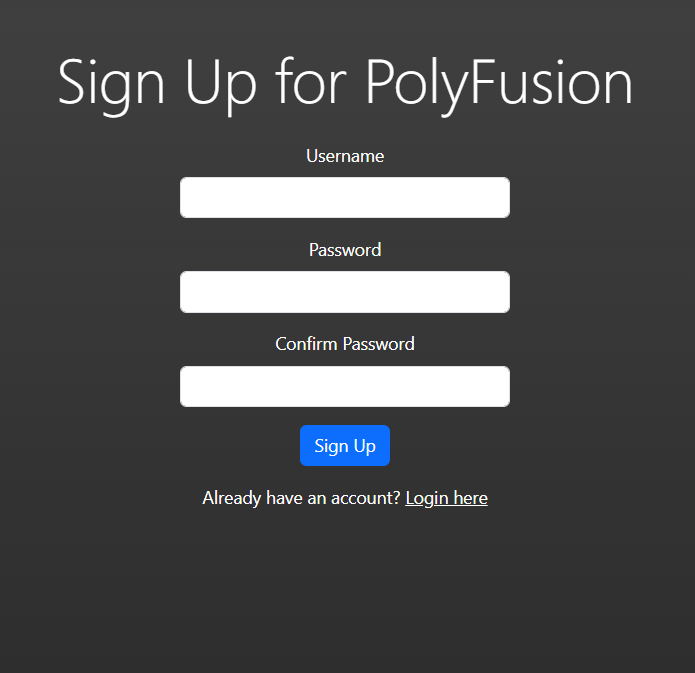 Sign Up for PolyFusion
Username
Password
Confirm Password
Sign Up
Already have an account? Login here